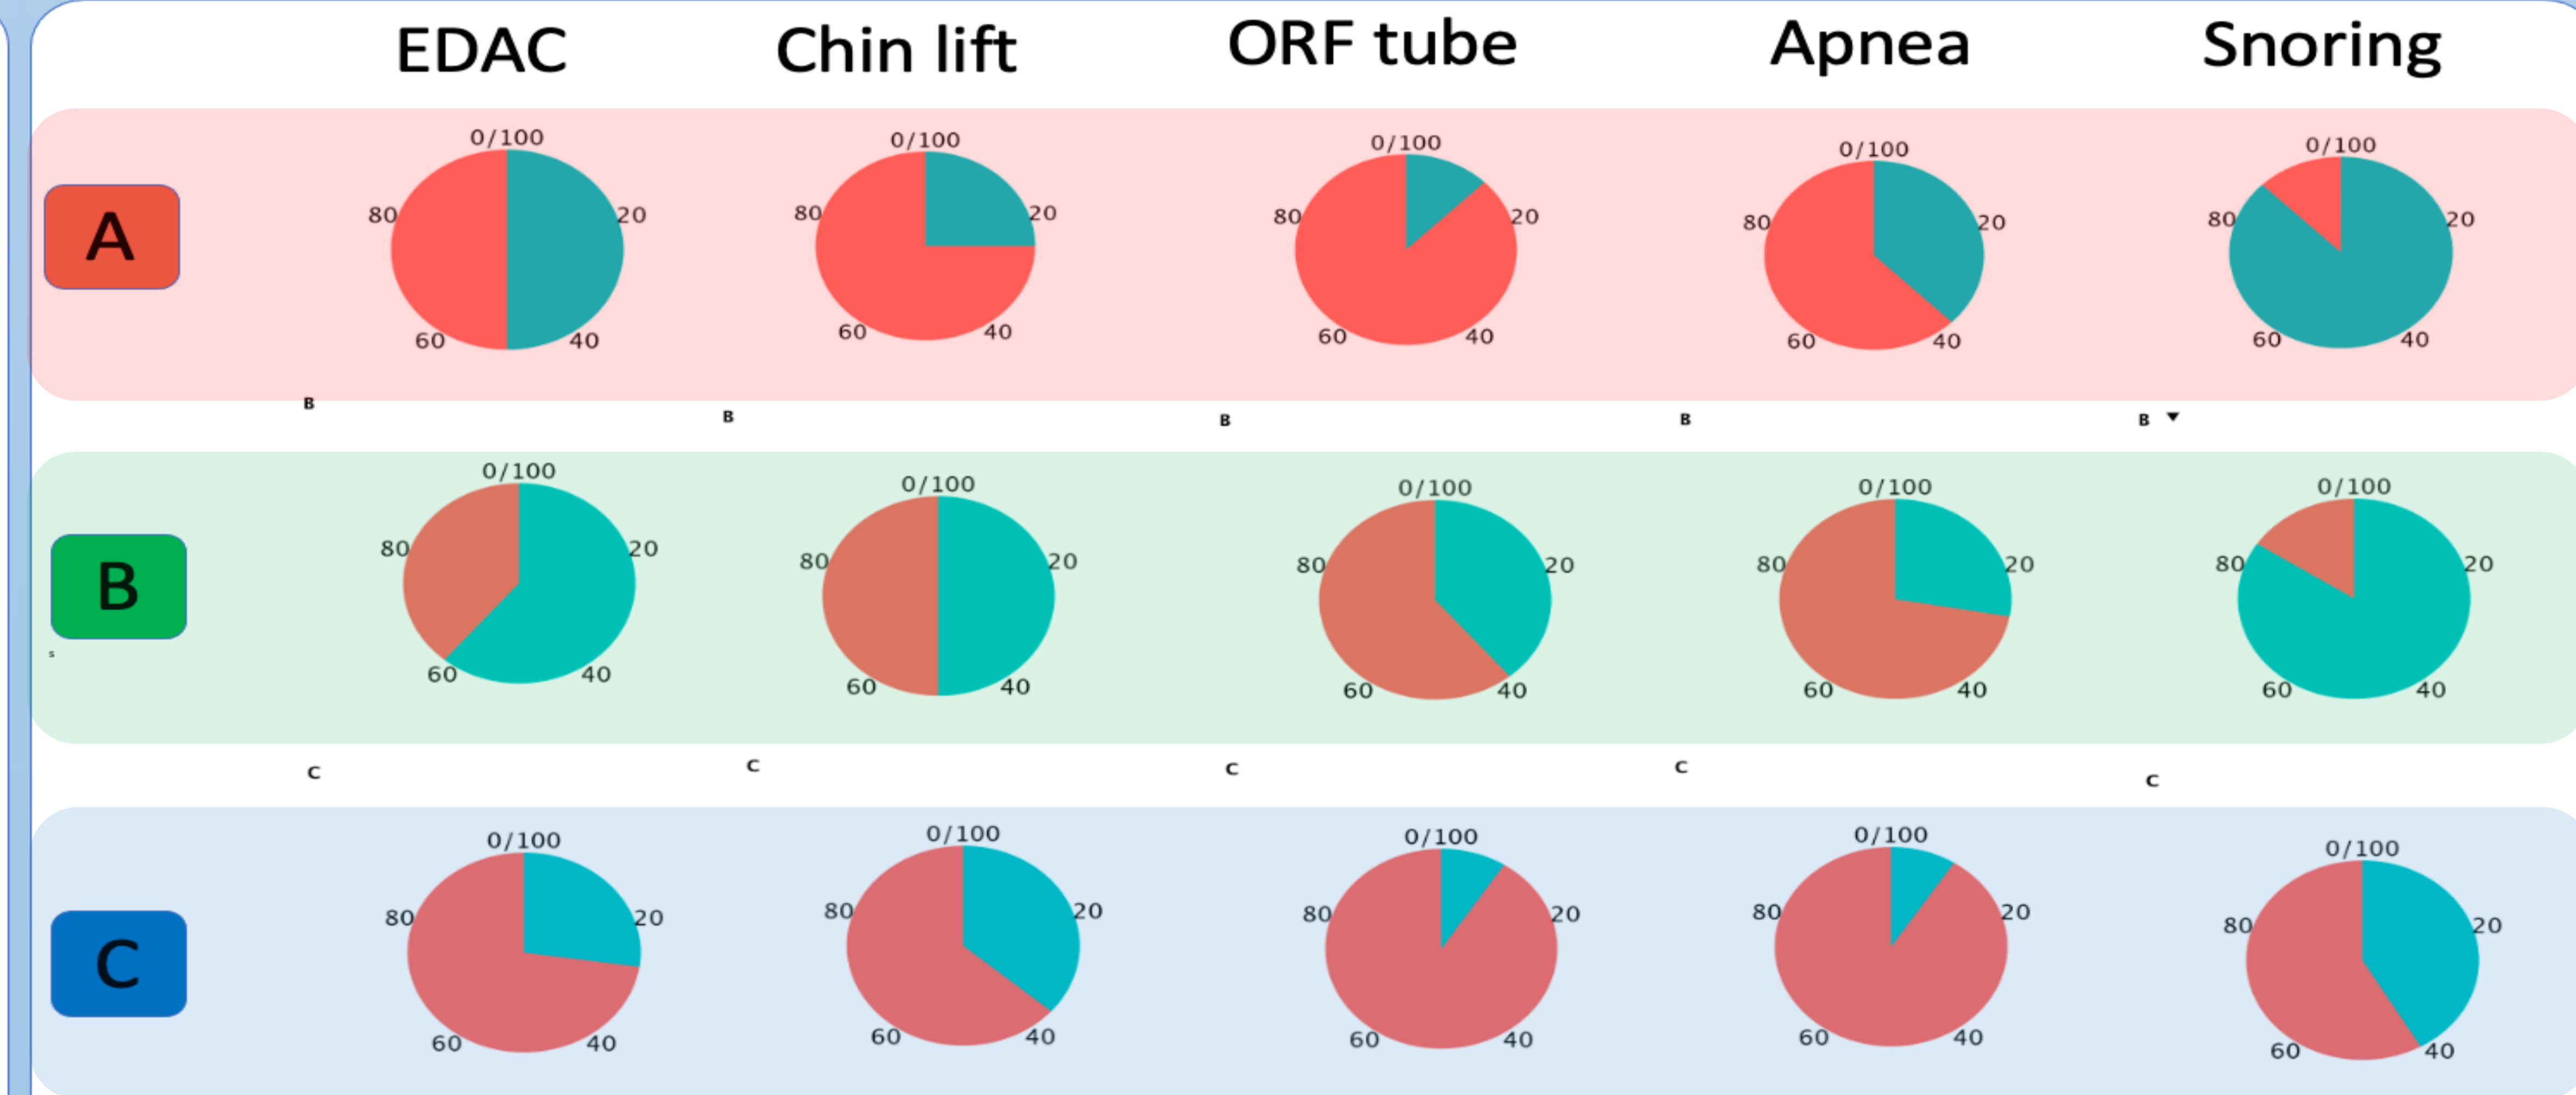 EDAC Chin lift ORF tube Apnea Snoring
0/100 0/100 0/100 0/100 0/100
80 20 80 20 80 20 80 20 80 20
A
60 40 60 40 60 40 60 40 60 40
B B B B B
0/100 0/100 0/100 0/100 0/100
80 20 80 20 80 20 80 20 80 20
B
s
60 40 60 40 60 40 60 40 60 40
C C C C C
0/100 0/100 0/100 0/100 0/100
80 20 80 20 80 20 80 20 80 20
C
60 40 60 40 60 40 60 40 60 40